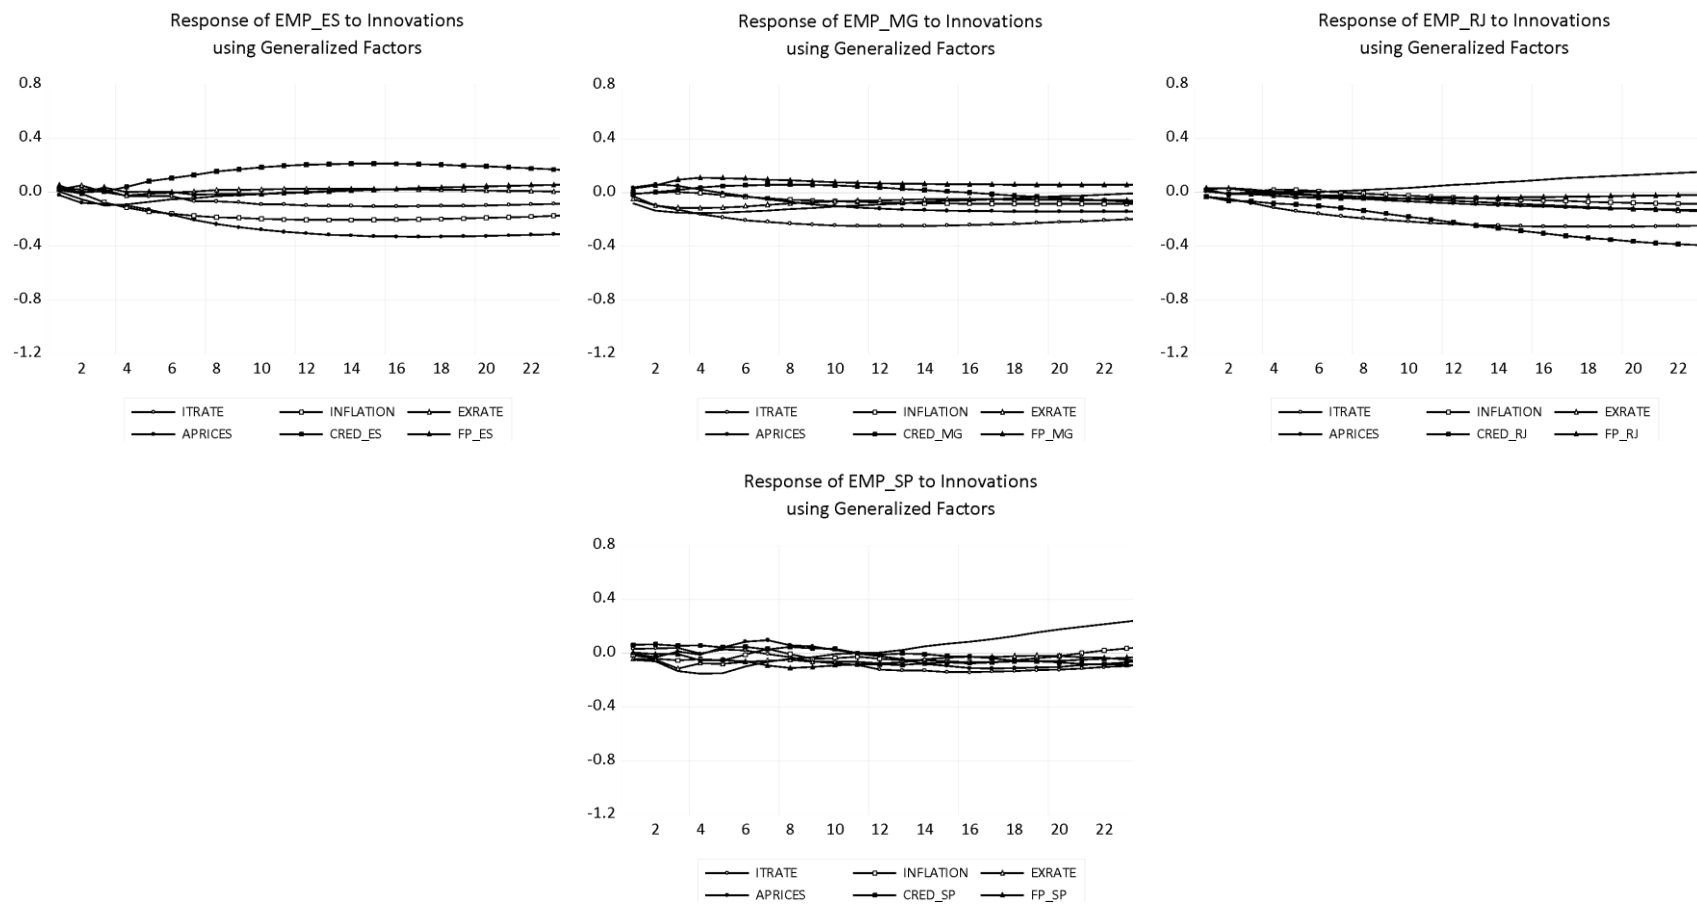 Response of EMP_ES to Innovations
using Generalized Factors
0.8
0.4
0.0
-0.4
-0.8
-1.2
2 4 6 8 10 12 14 16 18 20 22
ITRATE INFLATION EXRATE
APRICES CRED_ES FP_ES
Response of EMP_MG to Innovations
using Generalized Factors
0.8
0.4
0.0
-0.4
-0.8
-1.2
2 4 6 8 10 12 14 16 18 20 22
ITRATE INFLATION EXRATE
APRICES CRED_MG FP_MG
Response of EMP_RJ to Innovations
using Generalized Factors
0.8
0.4
0.0
-0.4
-0.8
-1.2
2 4 6 8 10 12 14 16 18 20 22
ITRATE INFLATION EXRATE
APRICES CRED_RJ FP_RJ
Response of EMP_SP to Innovations
using Generalized Factors
0.8
0.4
0.0
-0.4
-0.8
-1.2
2 4 6 8 10 12 14 16 18 20 22
ITRATE INFLATION EXRATE
APRICES CRED_SP FP_SP